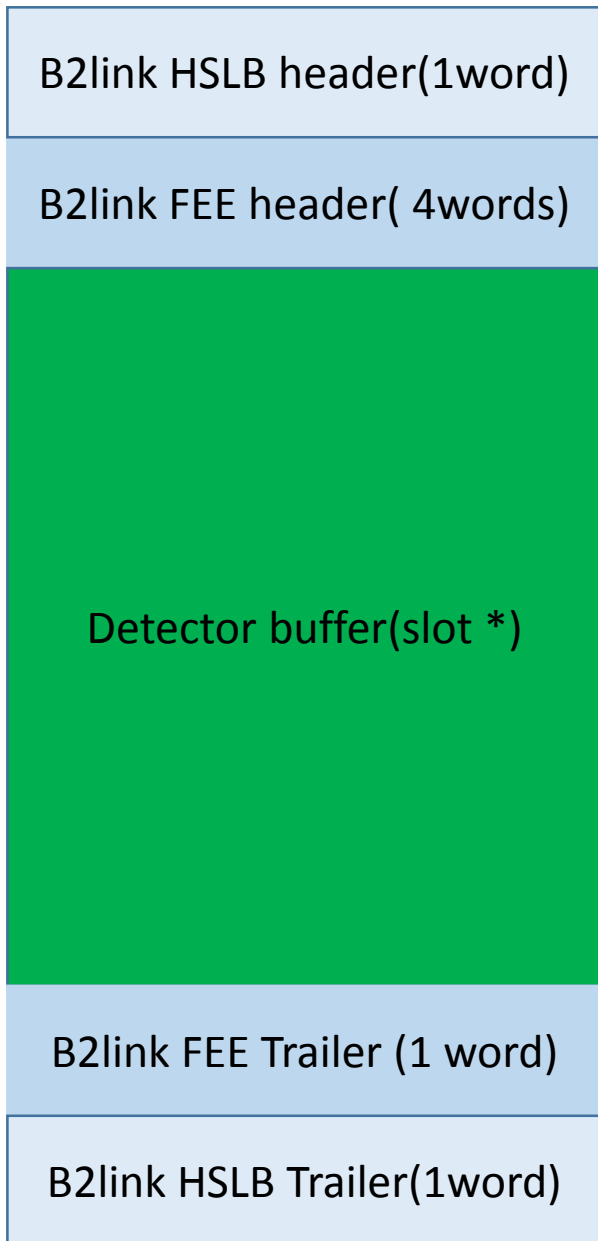 B2link HSLB header(1word)
B2link FEE header( 4words)
Detector buffer(slot *)
B2link FEE Trailer (1 word)
B2link HSLB Trailer(1word)